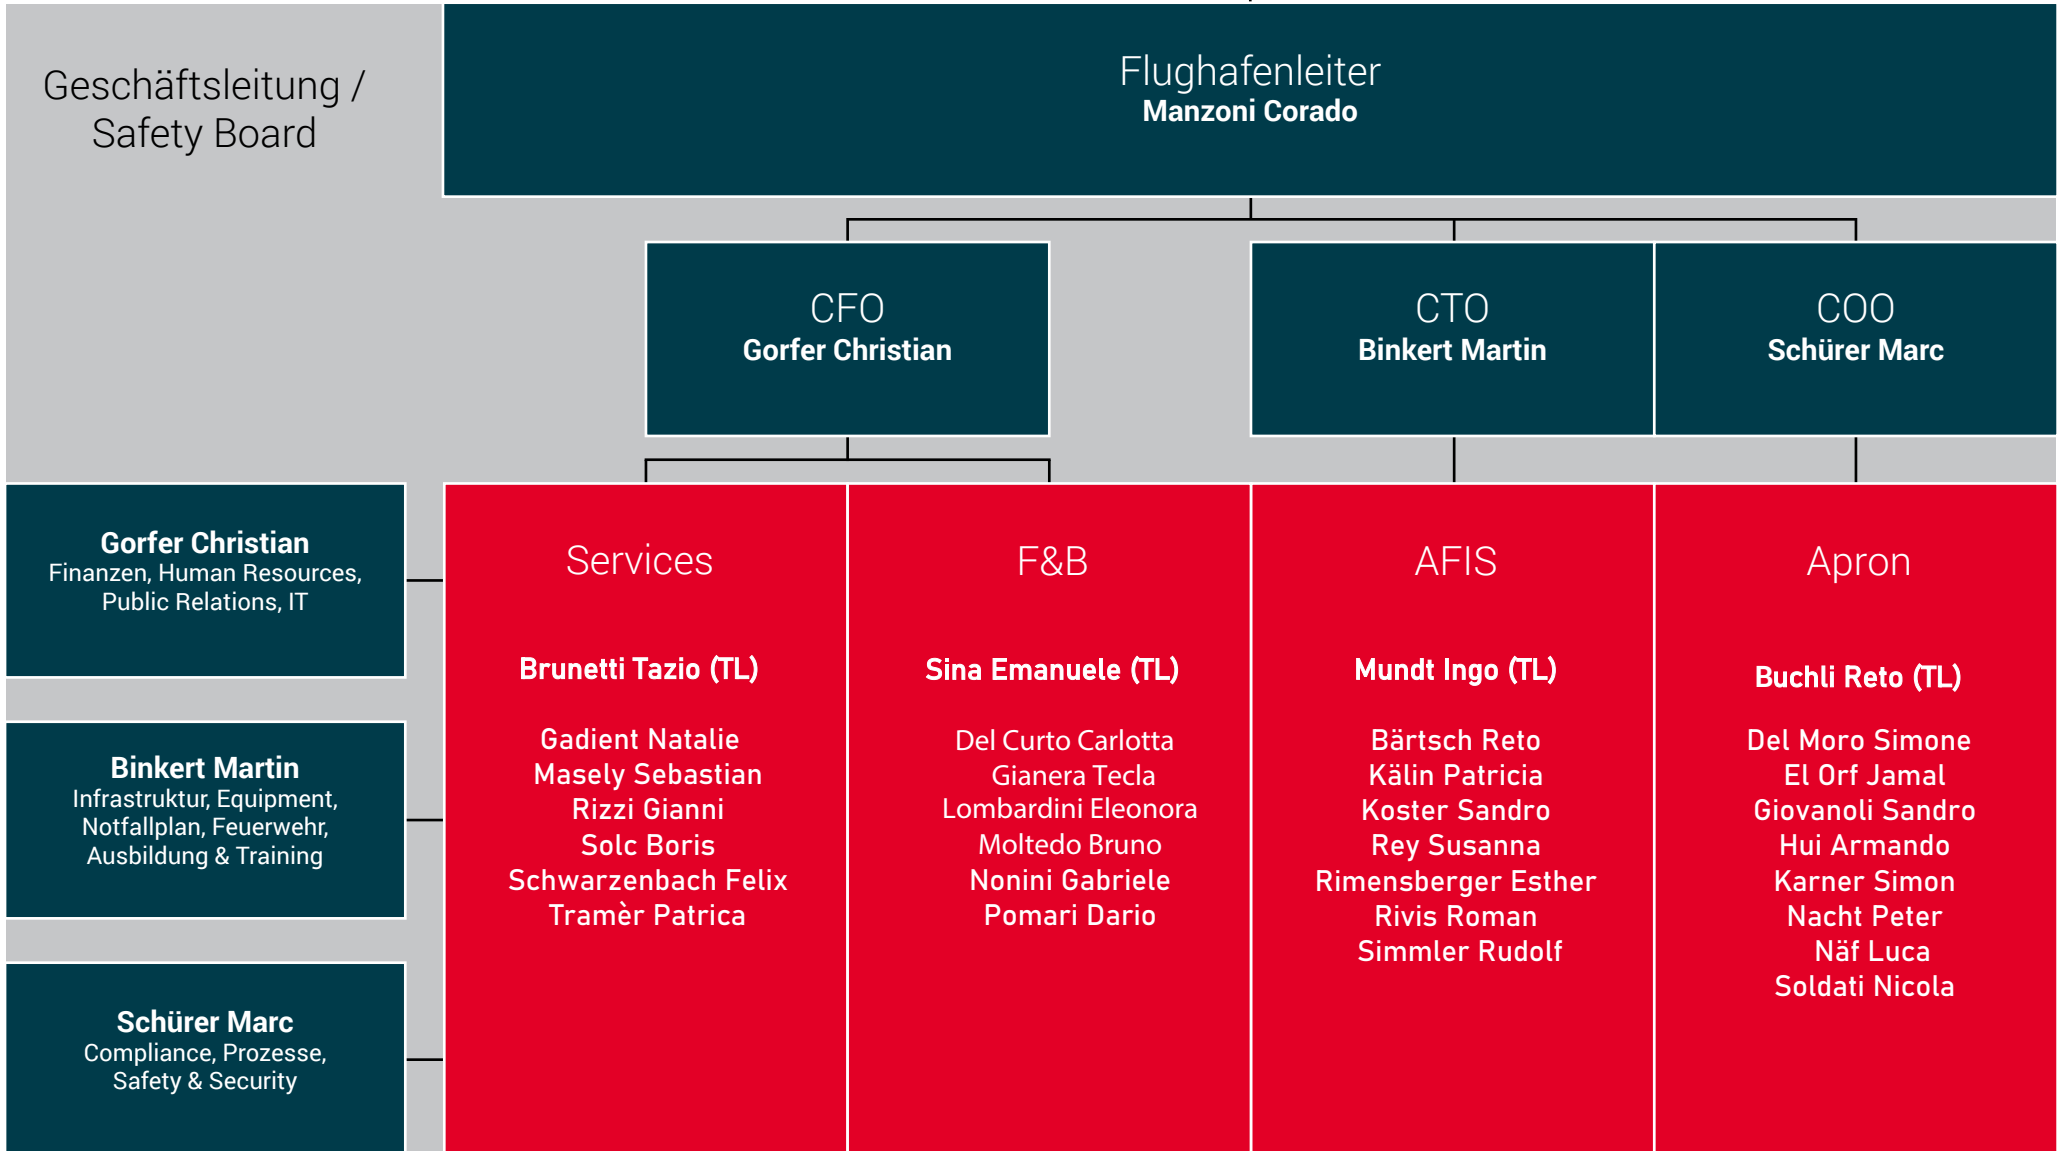 Geschäftsleitung /
Safety Board
Flughafenleiter
Manzoni Corado
CFO
Gorfer Christian
CTO
Binkert Martin
COO
Schürer Marc
Gorfer Christian
Finanzen, Human Resources,
Public Relations, IT
Binkert Martin
Infrastruktur, Equipment,
Notfallplan, Feuerwehr,
Ausbildung & Training
Schürer Marc
Compliance, Prozesse,
Safety & Security
Services
Brunetti Tazio (TL)
Gadient Natalie
Masely Sebastian
Rizzi Gianni
Solc Boris
Schwarzenbach Felix
Tramèr Patrica
F&B
Sina Emanuele (TL)
Del Curto Carlotta
Gianera Tecla
Lombardini Eleonora
Moltedo Bruno
Nonini Gabriele
Pomari Dario
AFIS
Mundt Ingo (TL)
Bärtsch Reto
Kälin Patricia
Koster Sandro
Rey Susanna
Rimensberger Esther
Rivis Roman
Simmler Rudolf
Apron
Buchli Reto (TL)
Del Moro Simone
El Orf Jamal
Giovanoli Sandro
Hui Armando
Karner Simon
Nacht Peter
Näf Luca
Soldati Nicola